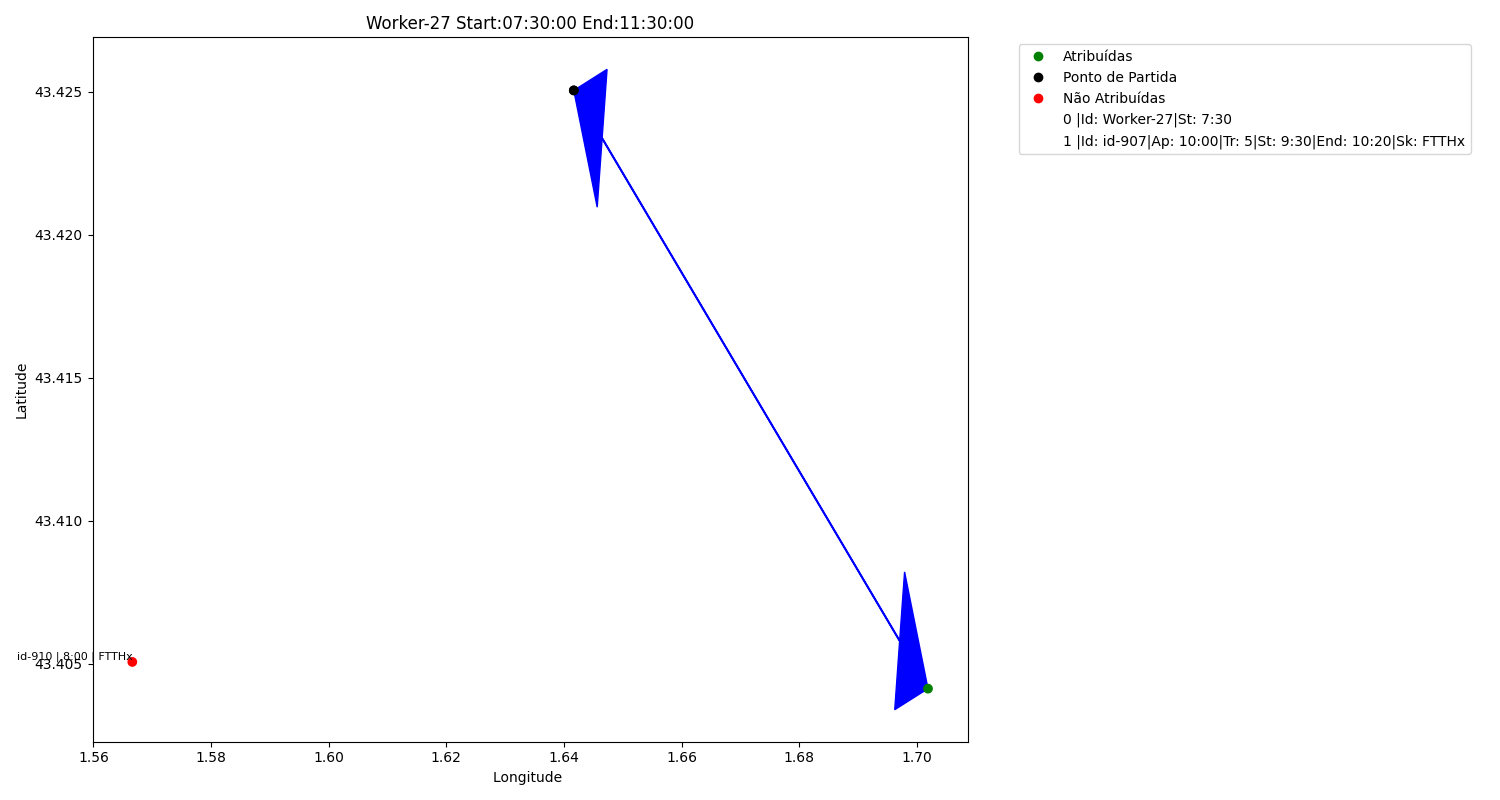 Worker-27 Start:07:30:00 End:11:30:00
Atribuídas
Ponto de Partida
Não Atribuídas
0 |Id: Worker-27|St: 7:30
1 |Id: id-907|Ap: 10:00|Tr: 5|St: 9:30|End: 10:20|Sk: FTTHx
43.425
43.420
43.415
43.410
43.405
Latitude
id-910 | 8:00 | FTTHx
1.56 1.58 1.60 1.62 1.64 1.66 1.68 1.70
Longitude